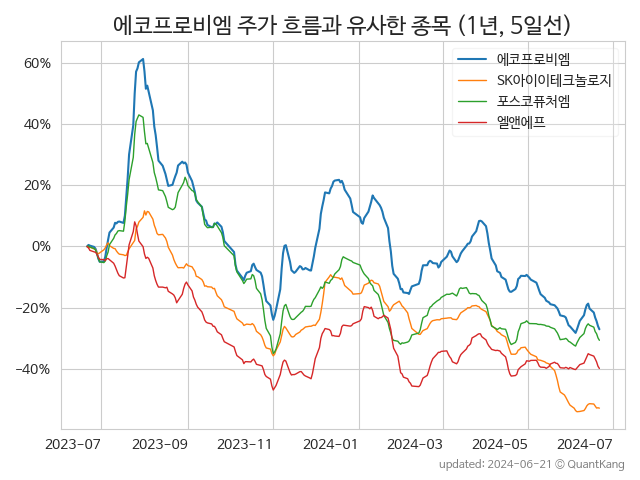 에코프로비엠 주가 흐름과 유사한 종목 (1년, 5일선)
에코프로비엠
SK아이이테크놀로지
포스코퓨처엠
엘앤에프
60%
40%
20%
0%
−20%
−40%
2023-07
2023-09
2023-11
2024-01
2024-03
2024-05
2024-07
updated: 2024-06-21 © QuantKang